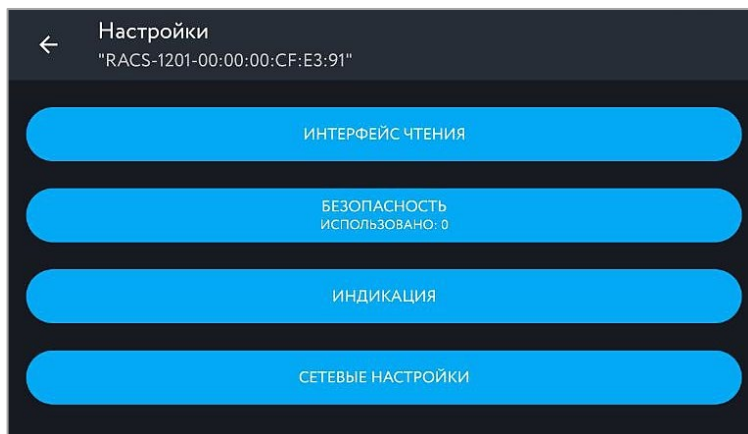 Настройки
"RACS-1201-00:00:00:CF:E3:91"
ИНТЕРФЕЙС ЧТЕНИЯ
БЕЗОПАСНОСТЬ
ИСПОЛЬЗОВАНО: 0
ИНДИКАЦИЯ
СЕТЕВЫЕ НАСТРОЙКИ